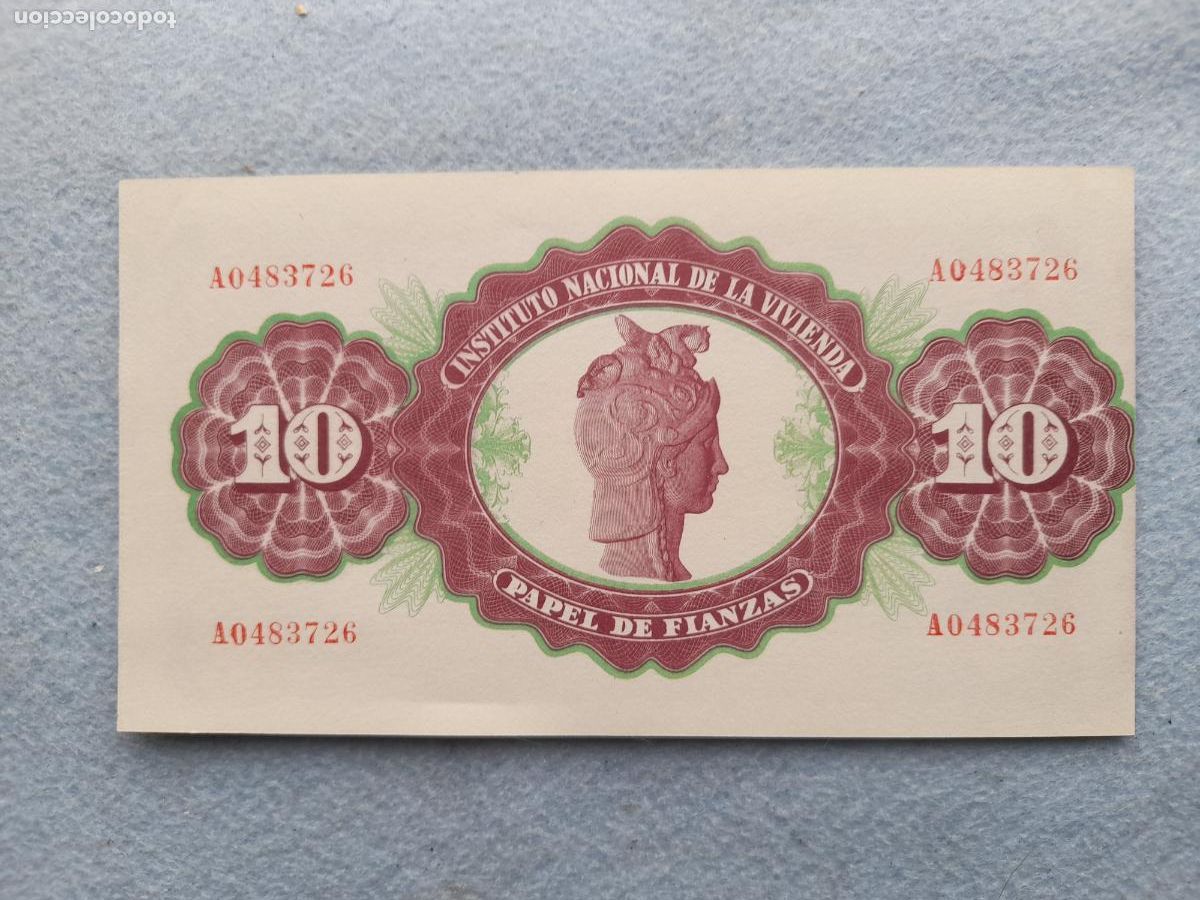 todocoleccion
A0483726
A0483726
INSTITUTO NACIONAL DE LA VIVIENDA
10
10
PAPEL DE FIANZAS
A0483726
A0483726